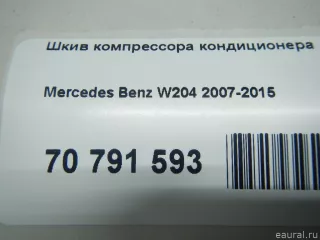 Шкив компрессора кондиционера
Mercedes Benz W204 2007-2015
70 791 593
eaural.ru